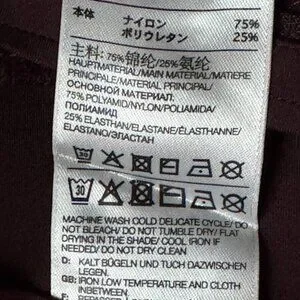 本体 ナイロン 75%
ポリウレタン 25%
主料: 75%锦纶/25%氨纶
HAUPTMATERIAL/MAIN MATERIAL/MATIERE
PRINCIPALE/MATERIAL PRINCIPAL/
ОСНОВНОЙ МАТЕРИАЛ:
75% POLYAMID/NYLON/POLIAMIDA/
ПОЛИАМИД
25% ELASTHAN/ELASTANE/ÉLASTHANNE/
ELASTANO/ЭЛАСТАН
30
MACHINE WASH COLD DELICATE CYCLE/ DO
NOT BLEACH/ DO NOT TUMBLE DRY/ FLAT
DRYING IN THE SHADE/ COOL IRON IF
NEEDED/ DO NOT DRY CLEAN
D: KALT BÜGELN UND TUCH DAZWISCHEN
LEGEN.
GB: IRON LOW TEMPERATURE AND CLOTH
INBETWEEN.